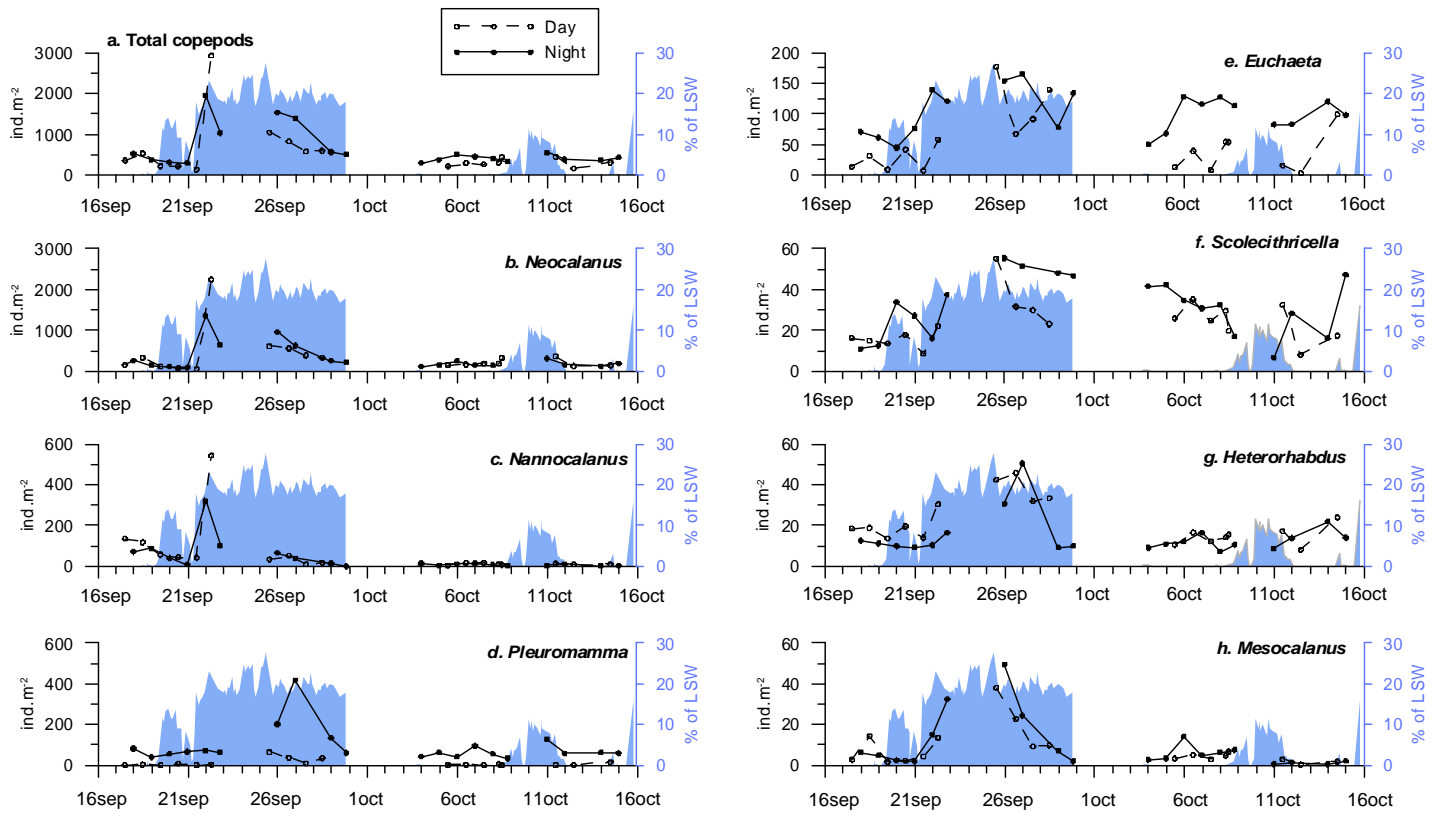 Day
Night
a. Total copepods
3000
2000
1000
0
ind.m-2
30
20
10
0
% of LSW
16sep 21sep 26sep 1oct 6oct 11oct 16oct
e. Euchaeta
200
150
100
50
0
ind.m-2
30
20
10
0
% of LSW
16sep 21sep 26sep 1oct 6oct 11oct 16oct
b. Neocalanus
3000
2000
1000
0
ind.m-2
30
20
10
0
% of LSW
16sep 21sep 26sep 1oct 6oct 11oct 16oct
f. Scolecithricella
60
40
20
0
ind.m-2
30
20
10
0
% of LSW
16sep 21sep 26sep 1oct 6oct 11oct 16oct
c. Nannocalanus
600
400
200
0
ind.m-2
30
20
10
0
% of LSW
16sep 21sep 26sep 1oct 6oct 11oct 16oct
g. Heterorhabdus
60
40
20
0
ind.m-2
30
20
10
0
% of LSW
16sep 21sep 26sep 1oct 6oct 11oct 16oct
d. Pleuromamma
600
400
200
0
ind.m-2
30
20
10
0
% of LSW
16sep 21sep 26sep 1oct 6oct 11oct 16oct
h. Mesocalanus
60
40
20
0
ind.m-2
30
20
10
0
% of LSW
16sep 21sep 26sep 1oct 6oct 11oct 16oct